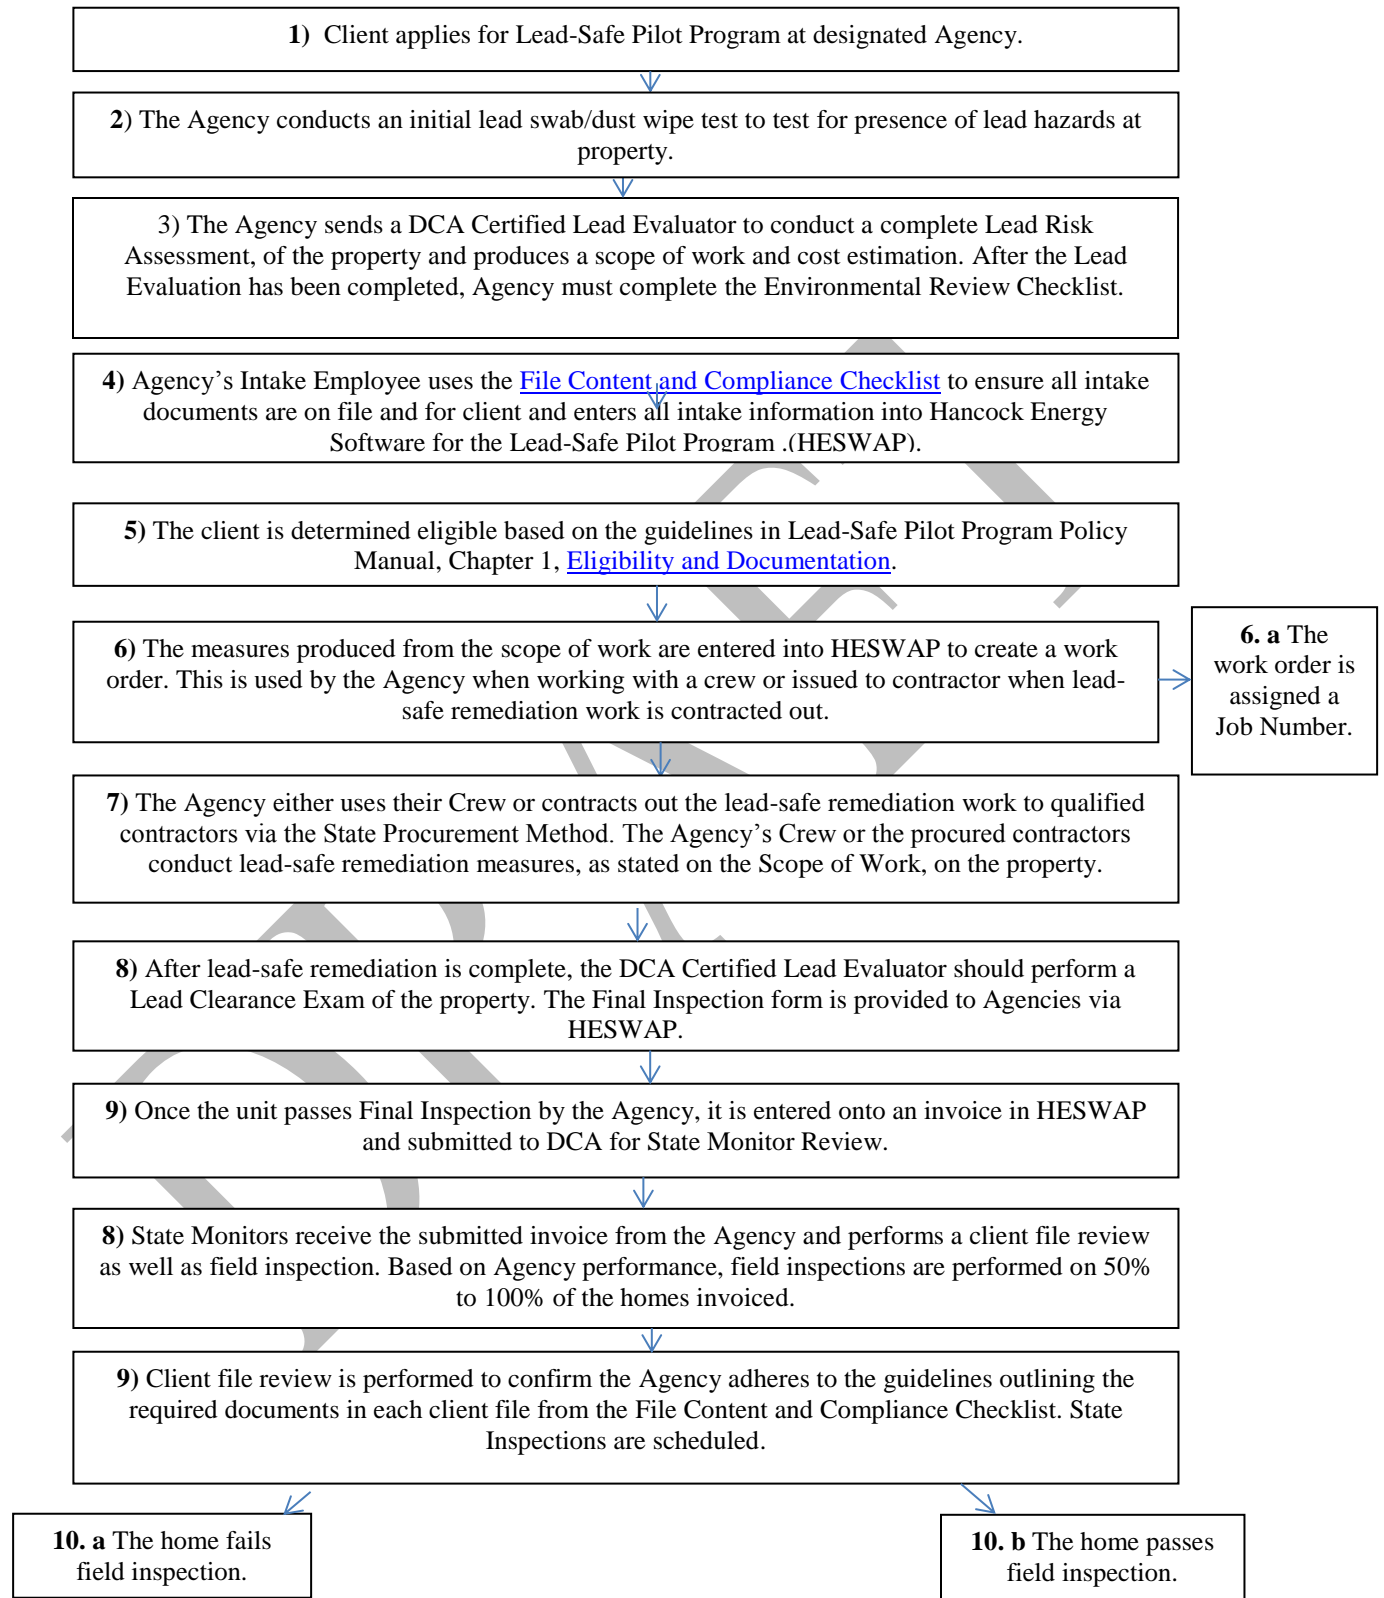 1) Client applies for Lead-Safe Pilot Program at designated Agency.
2) The Agency conducts an initial lead swab/dust wipe test to test for presence of lead hazards at
property.
3) The Agency sends a DCA Certified Lead Evaluator to conduct a complete Lead Risk
Assessment, of the property and produces a scope of work and cost estimation. After the Lead
Evaluation has been completed, Agency must complete the Environmental Review Checklist.
4) Agency’s Intake Employee uses the File Content and Compliance Checklist to ensure all intake
documents are on file and for client and enters all intake information into Hancock Energy
Software for the Lead-Safe Pilot Program .(HESWAP).
5) The client is determined eligible based on the guidelines in Lead-Safe Pilot Program Policy
Manual, Chapter 1, Eligibility and Documentation.
6) The measures produced from the scope of work are entered into HESWAP to create a work
order. This is used by the Agency when working with a crew or issued to contractor when lead-
safe remediation work is contracted out.
6. a The
work order is
assigned a
Job Number.
7) The Agency either uses their Crew or contracts out the lead-safe remediation work to qualified
contractors via the State Procurement Method. The Agency’s Crew or the procured contractors
conduct lead-safe remediation measures, as stated on the Scope of Work, on the property.
8) After lead-safe remediation is complete, the DCA Certified Lead Evaluator should perform a
Lead Clearance Exam of the property. The Final Inspection form is provided to Agencies via
HESWAP.
9) Once the unit passes Final Inspection by the Agency, it is entered onto an invoice in HESWAP
and submitted to DCA for State Monitor Review.
8) State Monitors receive the submitted invoice from the Agency and performs a client file review
as well as field inspection. Based on Agency performance, field inspections are performed on 50%
to 100% of the homes invoiced.
9) Client file review is performed to confirm the Agency adheres to the guidelines outlining the
required documents in each client file from the File Content and Compliance Checklist. State
Inspections are scheduled.
10. a The home fails
field inspection.
10. b The home passes
field inspection.
DRAFT